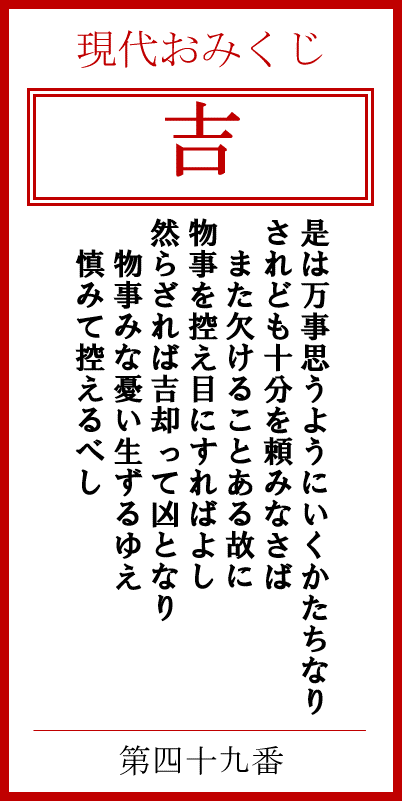 現代おみくじ
吉
是は万事思うようにいくかたちなり
されども十分を頼みなさば
また欠けることある故に
物事を控え目にすればよし
然らざれば吉却って凶となり
物事みな憂い生ずるゆえ
慎みて控えるべし
第四十九番